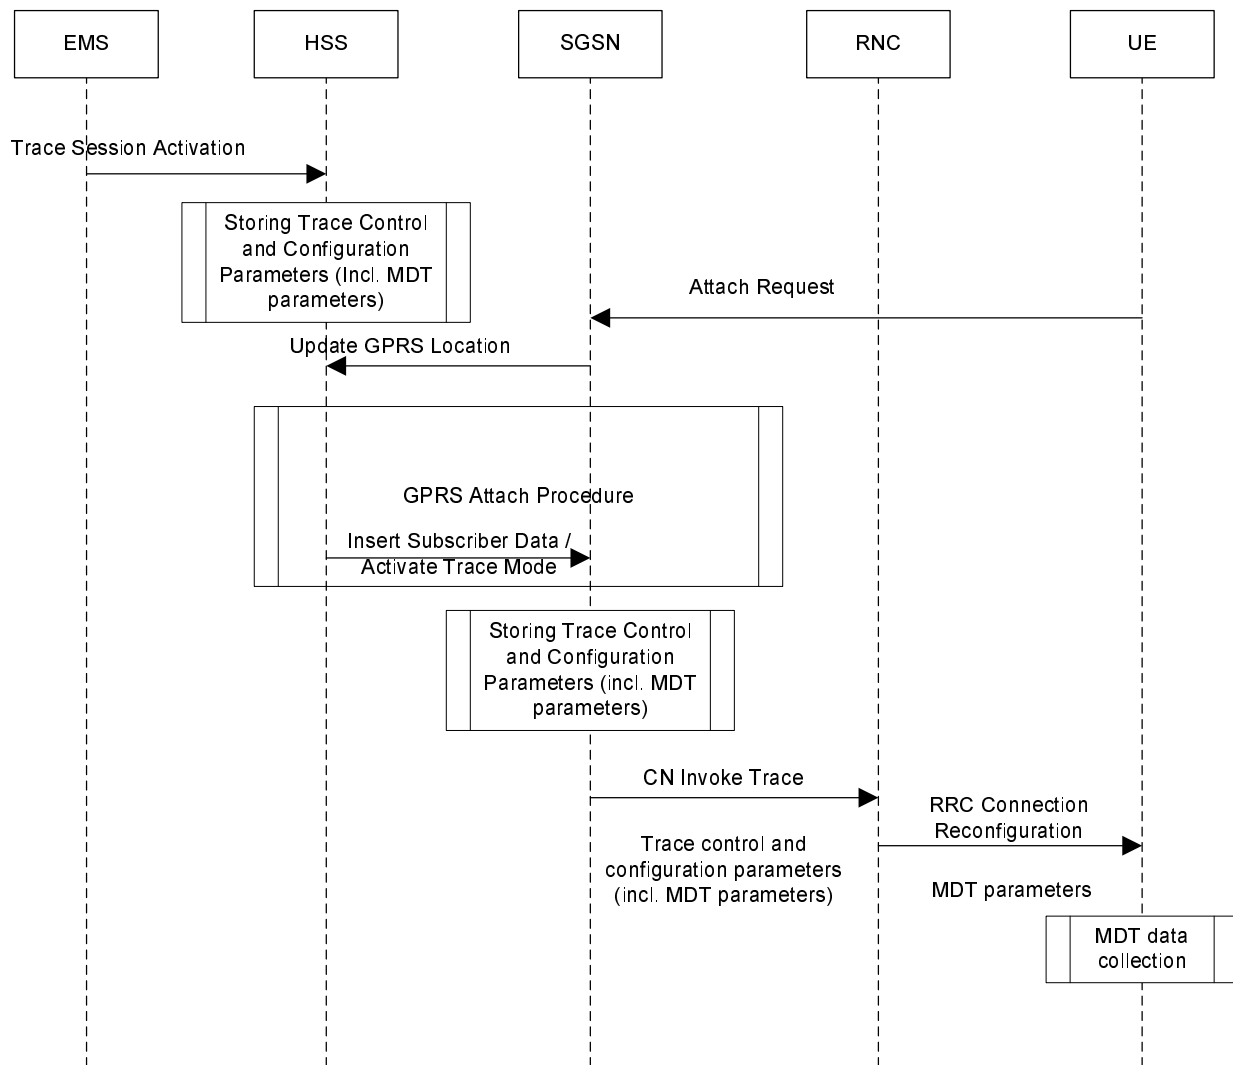 EMS
HSS
SGSN
RNC
UE
Trace Session Activation
Storing Trace Control
and Configuration
Parameters (Incl. MDT
parameters)
Attach Request
Update GPRS Location
GPRS Attach Procedure
Insert Subscriber Data /
Activate Trace Mode
Storing Trace Control
and Configuration
Parameters (incl. MDT
parameters)
CN Invoke Trace
RRC Connection
Reconfiguration
Trace control and
configuration parameters
(incl. MDT parameters)
MDT parameters
MDT data
collection